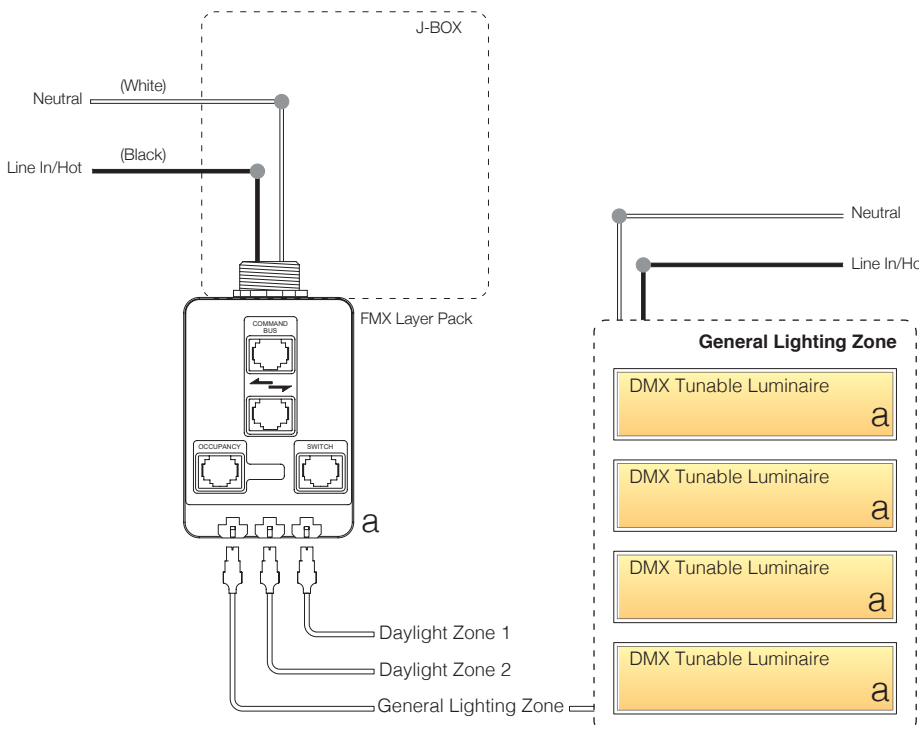 J-BOX
(White)
Neutral
(Black)
Line In/Hot
Neutral
Line In/Ho
FMX Layer Pack
COMMAND
BUS
General Lighting Zone
DMX Tunable Luminaire
a
DMX Tunable Luminaire
a
DMX Tunable Luminaire
a
DMX Tunable Luminaire
a
OCCUPANCY
SWITCH
a
Daylight Zone 1
Daylight Zone 2
General Lighting Zone